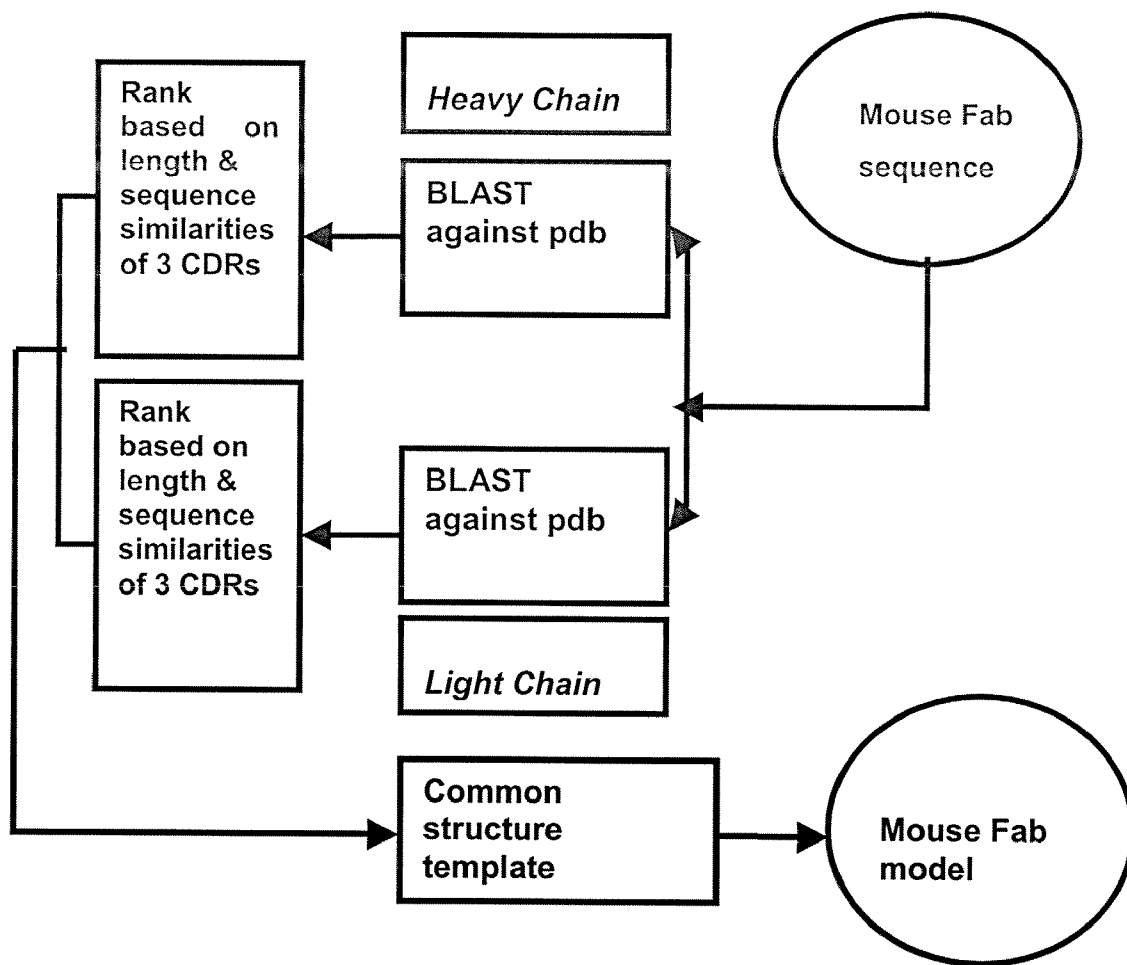 Mouse Fab
sequence
Heavy Chain
BLAST
against pdb
Rank
based on
length &
sequence
similarities
of 3 CDRs
Light Chain
BLAST
against pdb
Rank
based on
length &
sequence
similarities
of 3 CDRs
Common
structure
template
Mouse Fab
model